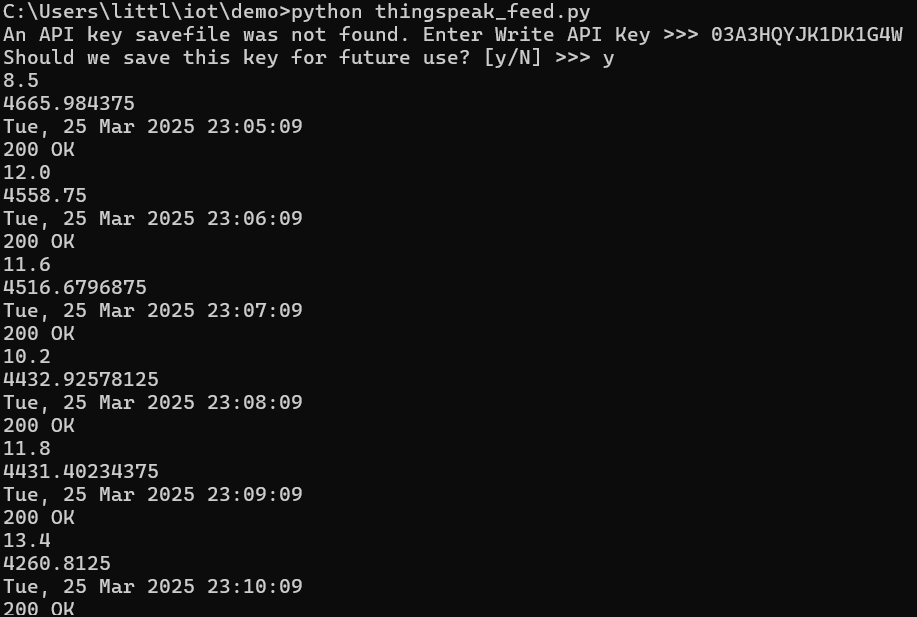 C:\Users\littl\iot\demo>python thingspeak_feed.py
An API key savefile was not found. Enter Write API Key >>> 03A3HQYJK1DK1G4W
Should we save this key for future use? [y/N] >>> y
8.5
4665.984375
Tue, 25 Mar 2025 23:05:09
200 OK
12.0
4558.75
Tue, 25 Mar 2025 23:06:09
200 OK
11.6
4516.6796875
Tue, 25 Mar 2025 23:07:09
200 OK
10.2
4432.92578125
Tue, 25 Mar 2025 23:08:09
200 OK
11.8
4431.40234375
Tue, 25 Mar 2025 23:09:09
200 OK
13.4
4260.8125
Tue, 25 Mar 2025 23:10:09
200 OK